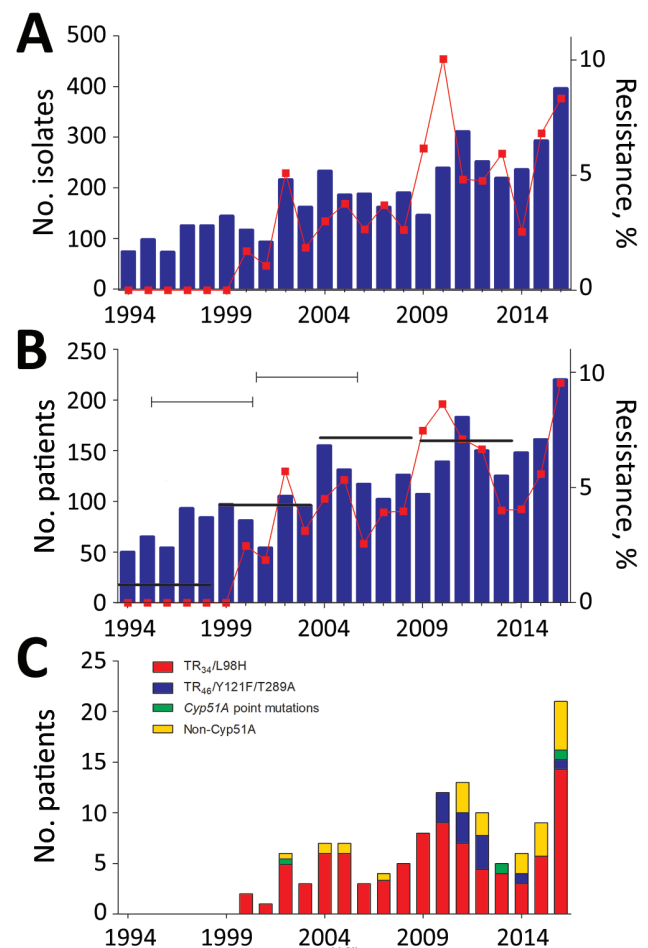 A
No. isolates
500
400
300
200
100
0
10
5
0
Resistance, %
1994 1999 2004 2009 2014
B
No. patients
250
200
150
100
50
0
10
5
0
Resistance, %
1994 1999 2004 2009 2014
C
No. patients
25
20
15
10
5
0
TR34/L98H
TR46/Y121F/T289A
Cyp51A point mutations
Non-Cyp51A
1994 1999 2004 2009 2014